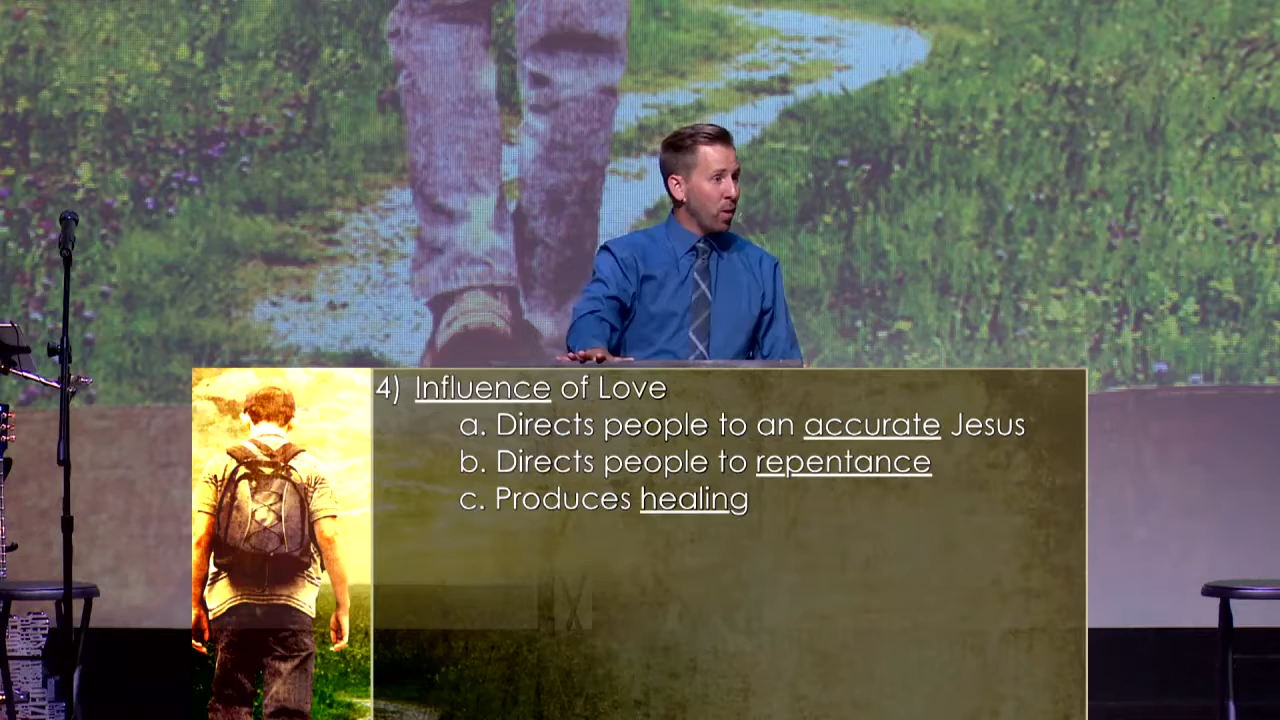 4) Influence of Love
a. Directs people to an accurate Jesus
b. Directs people to repentance
c. Produces healing